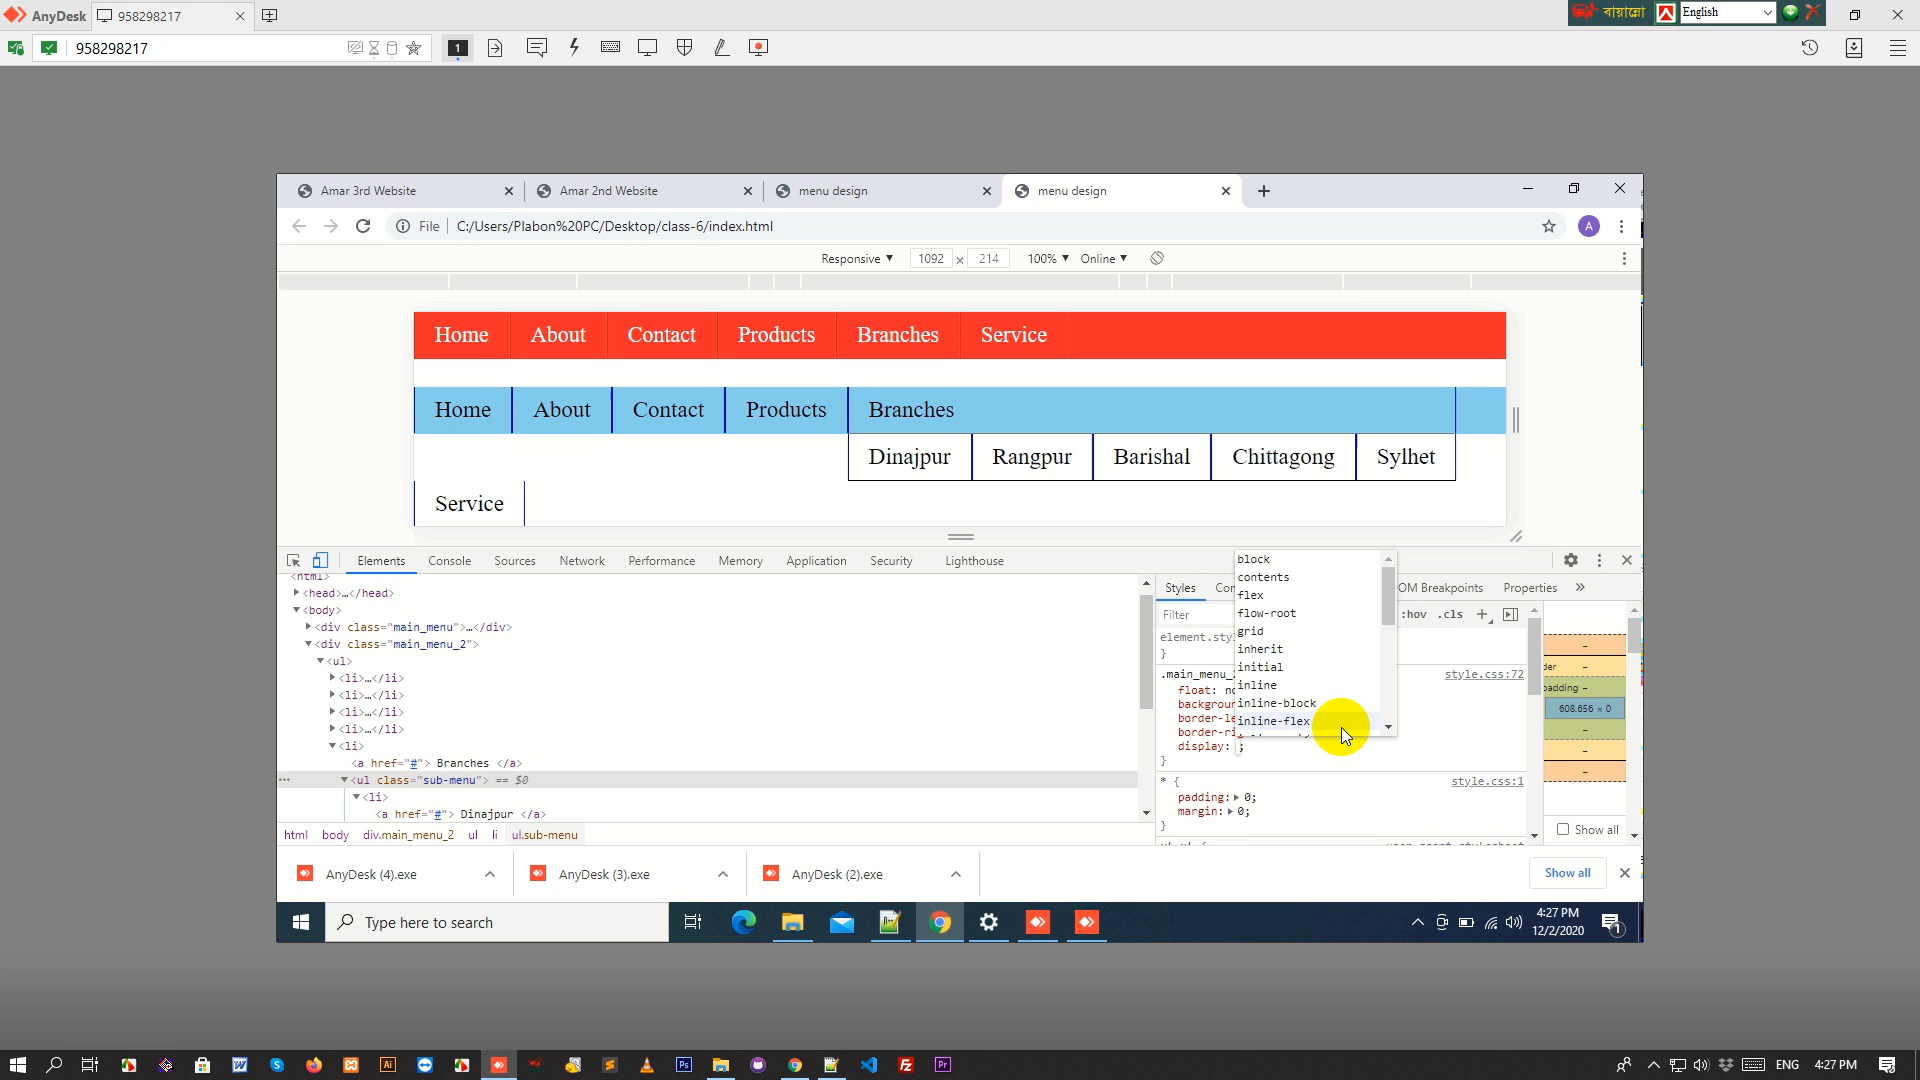 AnyDesk
958298217
বায়ান্নো
English
958298217
1
Amar 3rd Website
Amar 2nd Website
menu design
menu design
File
C:/Users/Plabon%20PC/Desktop/class-6/index.html
A
Responsive ▼ 1092 x 214 100% ▼ Online ▼
Home About Contact Products Branches Service
Home About Contact Products Branches
Dinajpur Rangpur Barishal Chittagong Sylhet
Service
Elements Console Sources Network Performance Memory Application Security Lighthouse
<html>
▶<head>…</head>
▼<body>
▶<div class="main_menu">…</div>
▼<div class="main_menu_2">
▼<ul>
▶<li>…</li>
▶<li>…</li>
▶<li>…</li>
▶<li>…</li>
▼<li>
<a href="#"> Branches </a>
▼<ul class="sub-menu"> == $0
▼<li>
<a href="#"> Dinajpur </a>
html body div.main_menu_2 ul li ul.sub-menu
block
contents
flex
flow-root
grid
inherit
initial
inline
inline-block
inline-flex
Styles
OM Breakpoints
Properties
»
Filter
:hov .cls +
element.sty
}
.main_menu_
style.css:72
float:
backgroun
border-le
border-ri
display: ;
}
* {
style.css:1
padding:▶ 0;
margin:▶ 0;
}
der –
padding –
608.656 × 0
Show all
AnyDesk (4).exe
AnyDesk (3).exe
AnyDesk (2).exe
Show all
Type here to search
4:27 PM
12/2/2020
1
ENG
4:27 PM